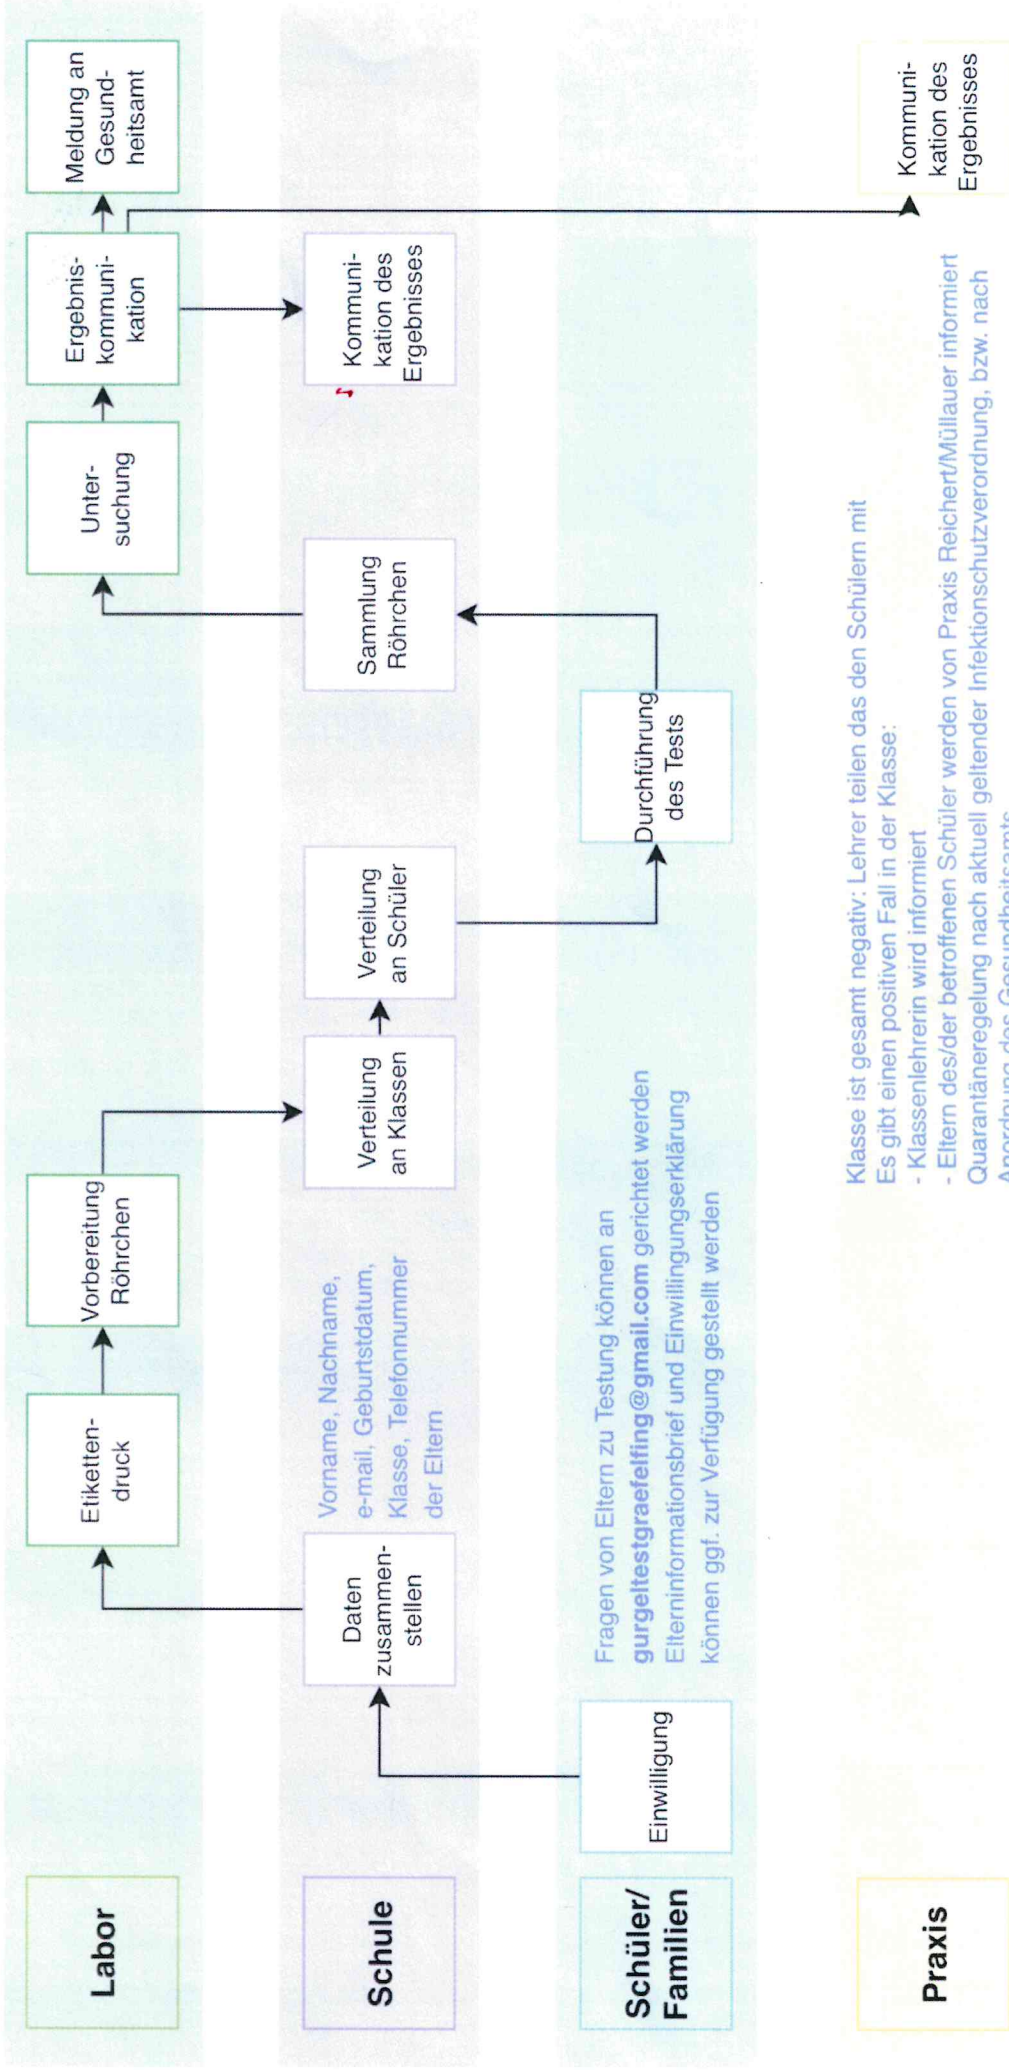 Labor
Etiketten-
druck
Vorbereitung
Röhrchen
Unter-
suchung
Ergebnis-
kommuni-
kation
Meldung an
Gesund-
heitsamt
Schule
Daten
zusammen-
stellen
Vorname, Nachname,
e-mail, Geburtstdatum,
Klasse, Telefonnummer
der Eltern
Verteilung
an Klassen
Verteilung
an Schüler
Sammlung
Röhrchen
Kommuni-
kation des
Ergebnisses
Schüler/
Familien
Einwilligung
Fragen von Eltern zu Testung können an
gurgeltestgraefelfing@gmail.com gerichtet werden
Elterninformationsbrief und Einwilligungserklärung
können ggf. zur Verfügung gestellt werden
Durchführung
des Tests
Praxis
Klasse ist gesamt negativ: Lehrer teilen das den Schülern mit
Es gibt einen positiven Fall in der Klasse:
- Klassenlehrerin wird informiert
- Eltern des/der betroffenen Schüler werden von Praxis Reichert/Müllauer informiert
Quarantäneregelung nach aktuell geltender Infektionschutzverordnung, bzw. nach
Anordnung des Gesundheitsamts
Kommuni-
kation des
Ergebnisses